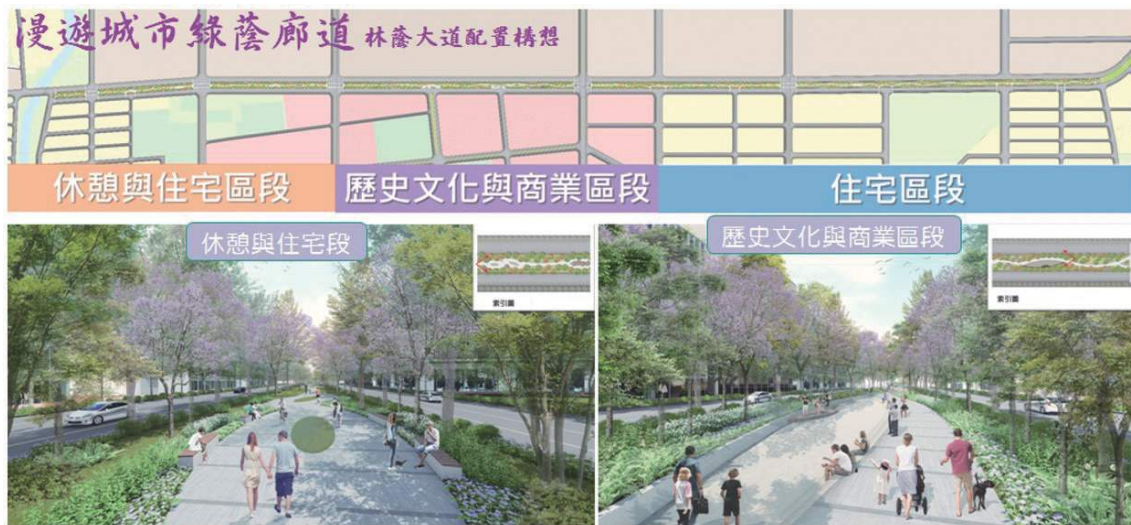 漫遊城市綠蔭廊道 林蔭大道配置構想
休憩與住宅區段
歷史文化與商業區段
住宅區段
休憩與住宅段
索引圖
歷史文化與商業區段
索引圖